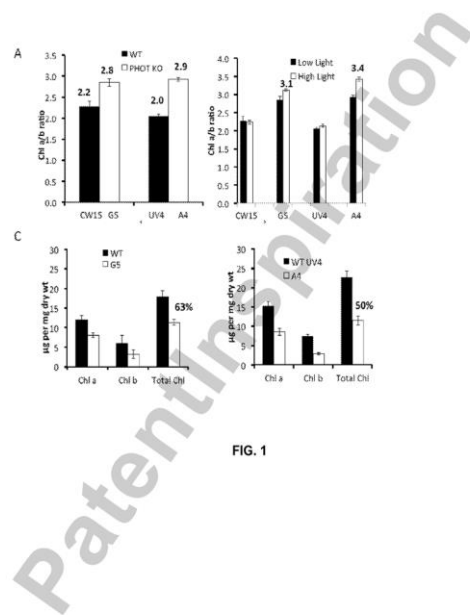 A
WT
PHOT KO
2.2
2.8
2.0
2.9
Chl a/b ratio
3.5
3.0
2.5
2.0
1.5
1.0
0.5
0.0
CW15 G5 UV4 A4
Low Light
High Light
3.1
3.4
Chl a/b ratio
4.0
3.5
3.0
2.5
2.0
1.5
1.0
0.5
0.0
CW15 G5 UV4 A4
C
WT
G5
63%
µg per mg dry wt
30
25
20
15
10
5
0
Chl a Chl b Total Chl
WT UV4
A4
50%
µg per mg dry wt
30
25
20
15
10
5
0
Chl a Chl b Total Chl
FIG. 1
PatentInspiration